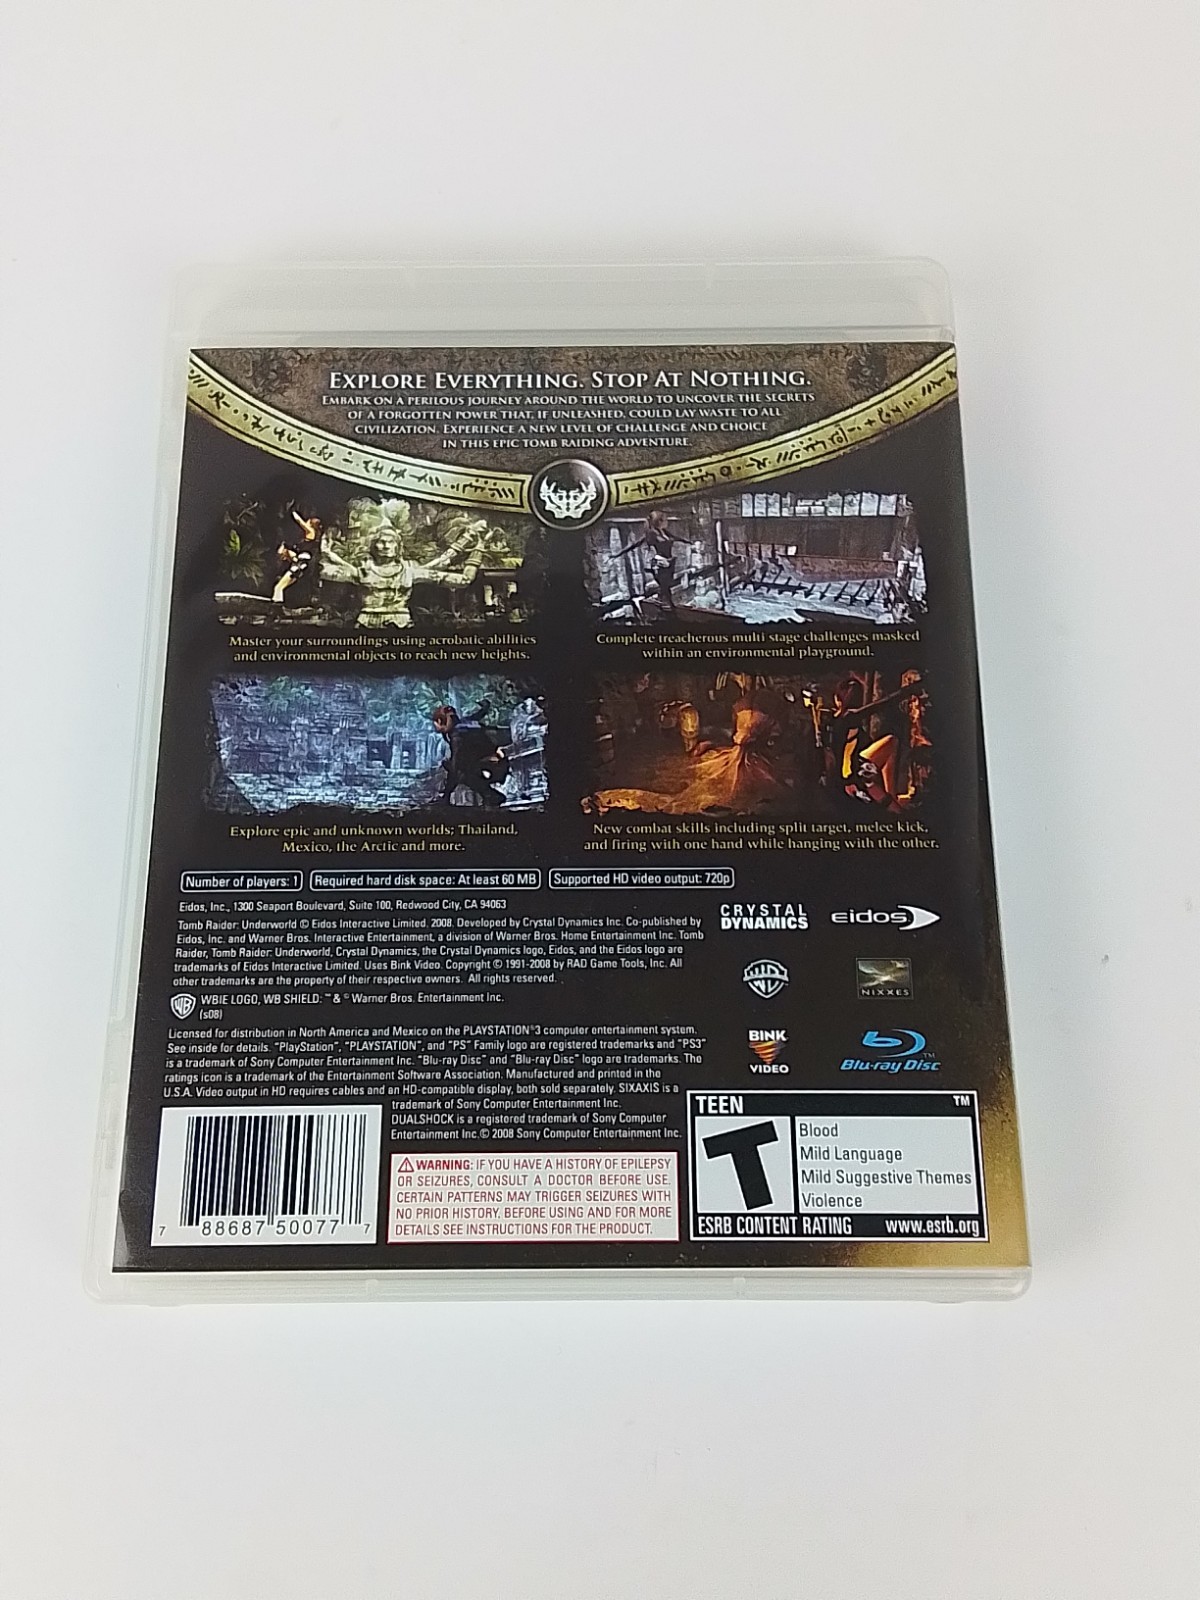 EXPLORE EVERYTHING. STOP AT NOTHING.
EMBARK ON A PERILOUS JOURNEY AROUND THE WORLD TO UNCOVER THE SECRETS
OF A FORGOTTEN POWER THAT, IF UNLEASHED, COULD LAY WASTE TO ALL
CIVILIZATION. EXPERIENCE A NEW LEVEL OF CHALLENGE AND CHOICE
IN THIS EPIC TOMB RAIDING ADVENTURE.
Master your surroundings using acrobatic abilities
and environmental objects to reach new heights.
Complete treacherous multi stage challenges masked
within an environmental playground.
Explore epic and unknown worlds; Thailand,
Mexico, the Arctic and more.
New combat skills including split target, melee kick,
and firing with one hand while hanging with the other.
Number of players: 1
Required hard disk space: At least 60 MB
Supported HD video output: 720p
Eidos, Inc., 1300 Seaport Boulevard, Suite 100, Redwood City, CA 94063
Tomb Raider: Underworld © Eidos Interactive Limited. 2008. Developed by Crystal Dynamics Inc. Co-published by
Eidos, Inc. and Warner Bros. Interactive Entertainment, a division of Warner Bros. Home Entertainment Inc. Tomb
Raider, Tomb Raider: Underworld, Crystal Dynamics, the Crystal Dynamics logo, Eidos, and the Eidos logo are
trademarks of Eidos Interactive Limited. Uses Bink Video. Copyright © 1991-2008 by RAD Game Tools, Inc. All
other trademarks are the property of their respective owners. All rights reserved.
WB WBIE LOGO, WB SHIELD: ™ & © Warner Bros. Entertainment Inc.
(s08)
Licensed for distribution in North America and Mexico on the PLAYSTATION®3 computer entertainment system.
See inside for details. "PlayStation", "PLAYSTATION", and "PS" Family logo are registered trademarks and "PS3"
is a trademark of Sony Computer Entertainment Inc. "Blu-ray Disc" and "Blu-ray Disc" logo are trademarks. The
ratings icon is a trademark of the Entertainment Software Association. Manufactured and printed in the
U.S.A. Video output in HD requires cables and an HD-compatible display, both sold separately. SIXAXIS is a
trademark of Sony Computer Entertainment Inc.
DUALSHOCK is a registered trademark of Sony Computer
Entertainment Inc. © 2008 Sony Computer Entertainment Inc.
CRYSTAL
DYNAMICS
eidos
WB
NIXXES
BINK
VIDEO
Blu-ray Disc™
7 88687 50077 7
WARNING: IF YOU HAVE A HISTORY OF EPILEPSY
OR SEIZURES, CONSULT A DOCTOR BEFORE USE.
CERTAIN PATTERNS MAY TRIGGER SEIZURES WITH
NO PRIOR HISTORY. BEFORE USING AND FOR MORE
DETAILS SEE INSTRUCTIONS FOR THE PRODUCT.
TEEN ™
T
Blood
Mild Language
Mild Suggestive Themes
Violence
ESRB CONTENT RATING www.esrb.org